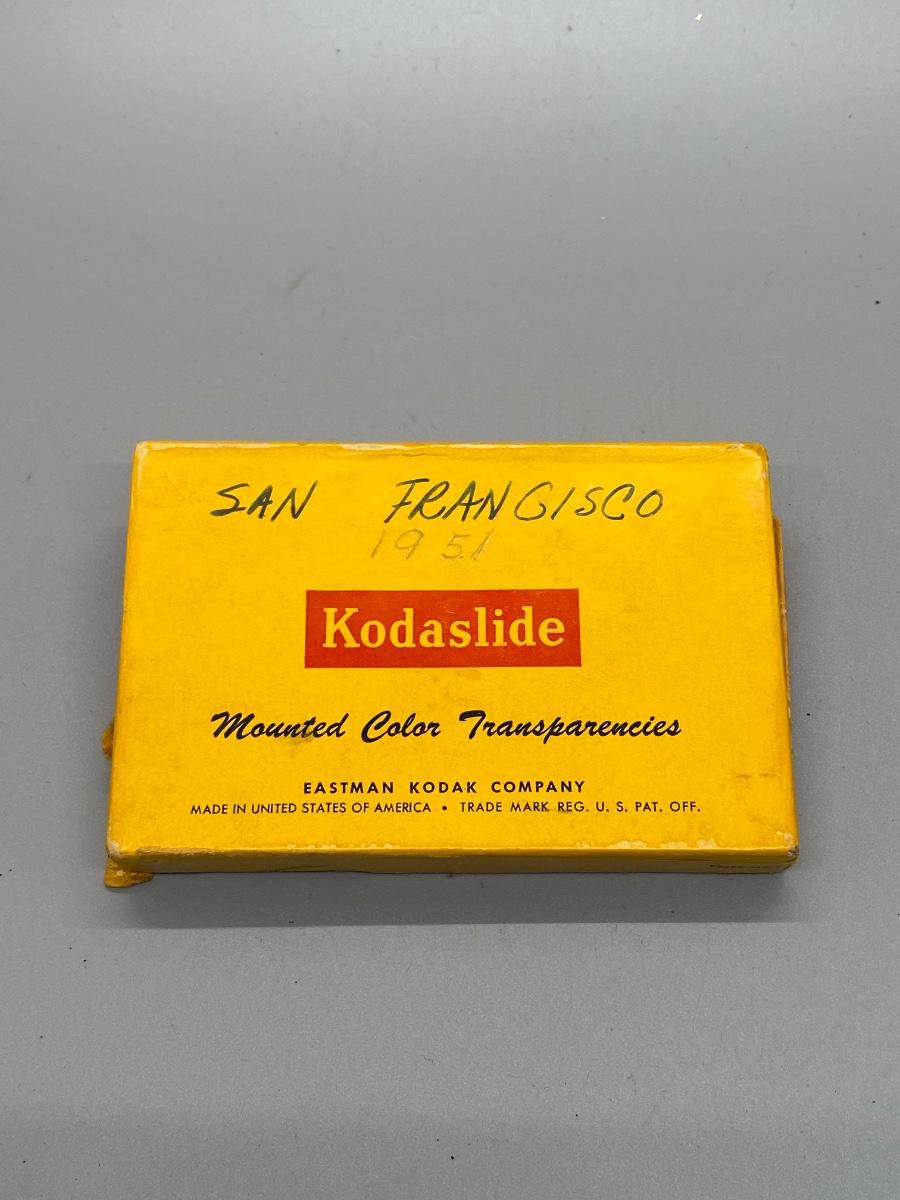 SAN FRANCISCO
1951
Kodaslide
Mounted Color Transparencies
EASTMAN KODAK COMPANY
MADE IN UNITED STATES OF AMERICA • TRADE MARK REG. U. S. PAT. OFF.